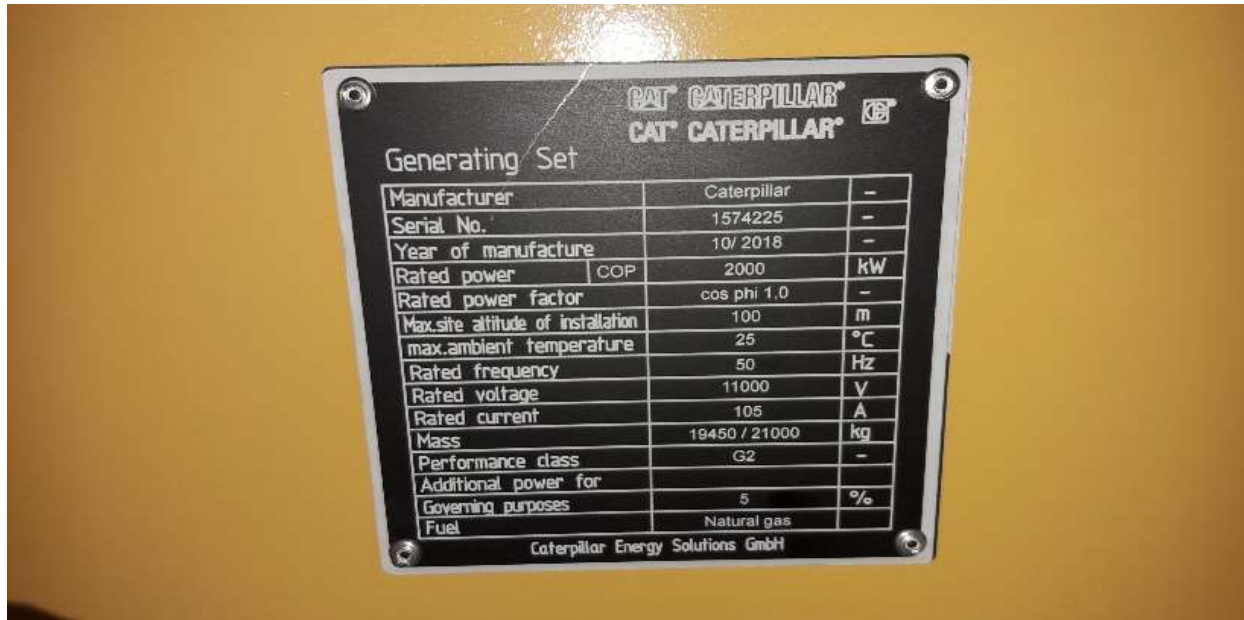 CAT® CATERPILLAR®
CAT® CATERPILLAR®
Generating Set
Manufacturer Caterpillar -
Serial No. 1574225 -
Year of manufacture 10/ 2018 -
Rated power COP 2000 kW
Rated power factor cos phi 1,0 -
Max.site altitude of installation 100 m
max.ambient temperature 25 °C
Rated frequency 50 Hz
Rated voltage 11000 V
Rated current 105 A
Mass 19450 / 21000 kg
Performance class G2 -
Additional power for
Governing purposes 5 %
Fuel Natural gas
Caterpillar Energy Solutions GmbH